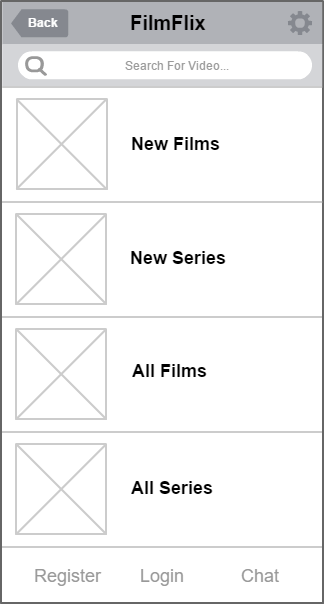 Back
FilmFlix
Search For Video...
New Films
New Series
All Films
All Series
Register Login Chat